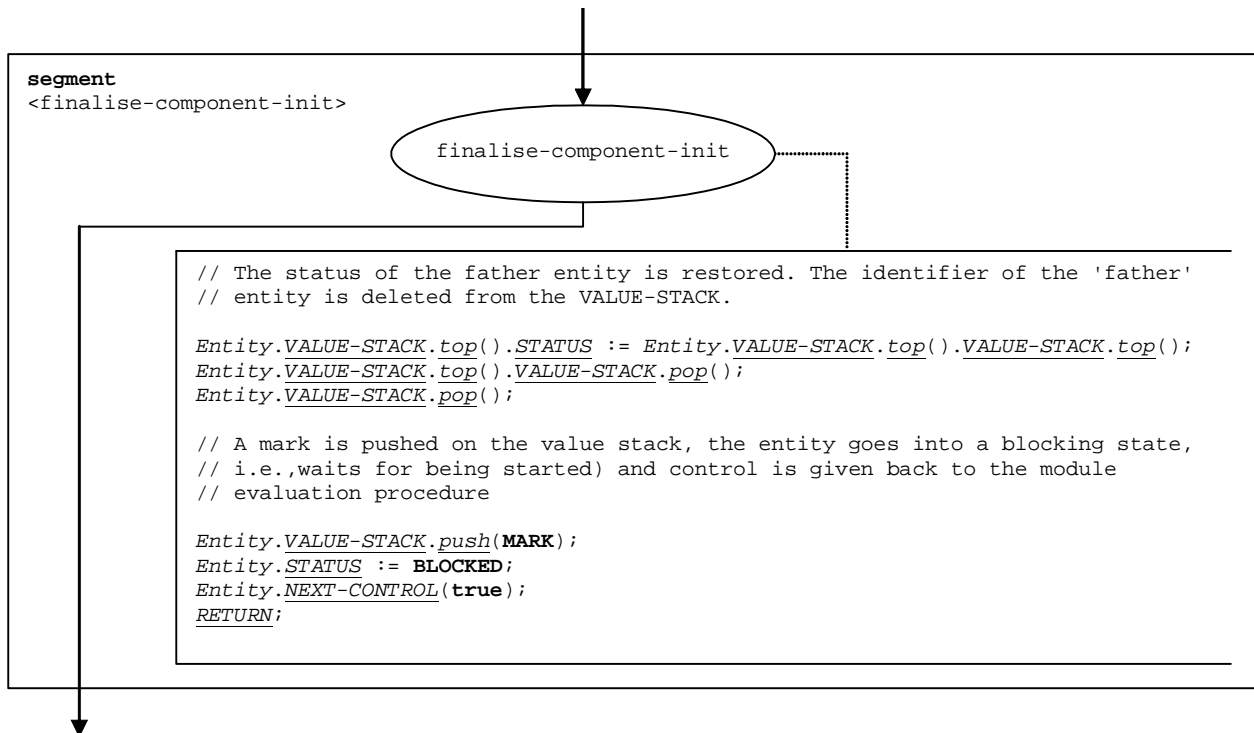 segment
<finalise-component-init>
finalise-component-init
// The status of the father entity is restored. The identifier of the 'father'
// entity is deleted from the VALUE-STACK.
Entity.VALUE-STACK.top().STATUS := Entity.VALUE-STACK.top().VALUE-STACK.top();
Entity.VALUE-STACK.top().VALUE-STACK.pop();
Entity.VALUE-STACK.pop();
// A mark is pushed on the value stack, the entity goes into a blocking state,
// i.e.,waits for being started) and control is given back to the module
// evaluation procedure
Entity.VALUE-STACK.push(MARK);
Entity.STATUS := BLOCKED;
Entity.NEXT-CONTROL(true);
RETURN;